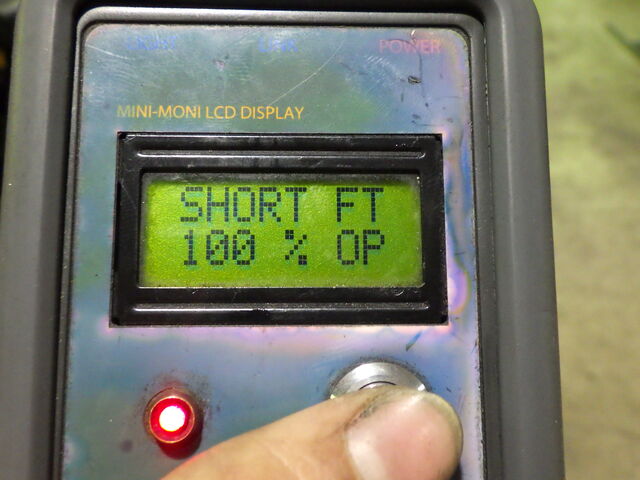 POWER
MINI-MONI LCD DISPLAY
SHORT FT
100 % OP